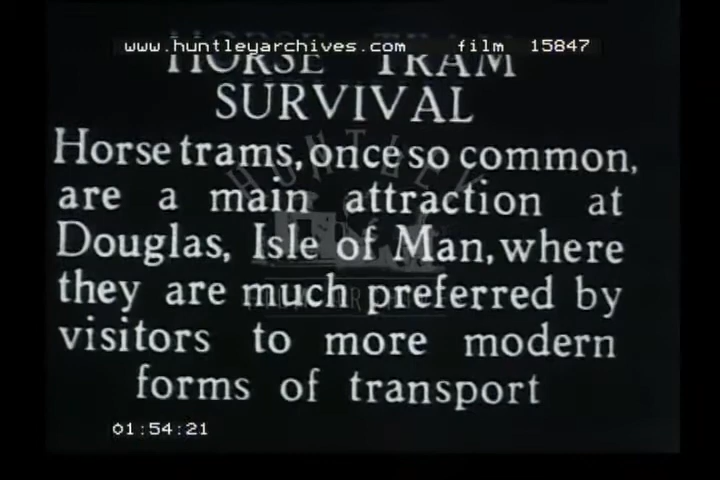 www.huntleyarchives.com film 15847
HORSE TRAM
SURVIVAL
Horse trams, once so common,
are a main attraction at
Douglas, Isle of Man, where
they are much preferred by
visitors to more modern
forms of transport
HUNTLEY
01:54:21